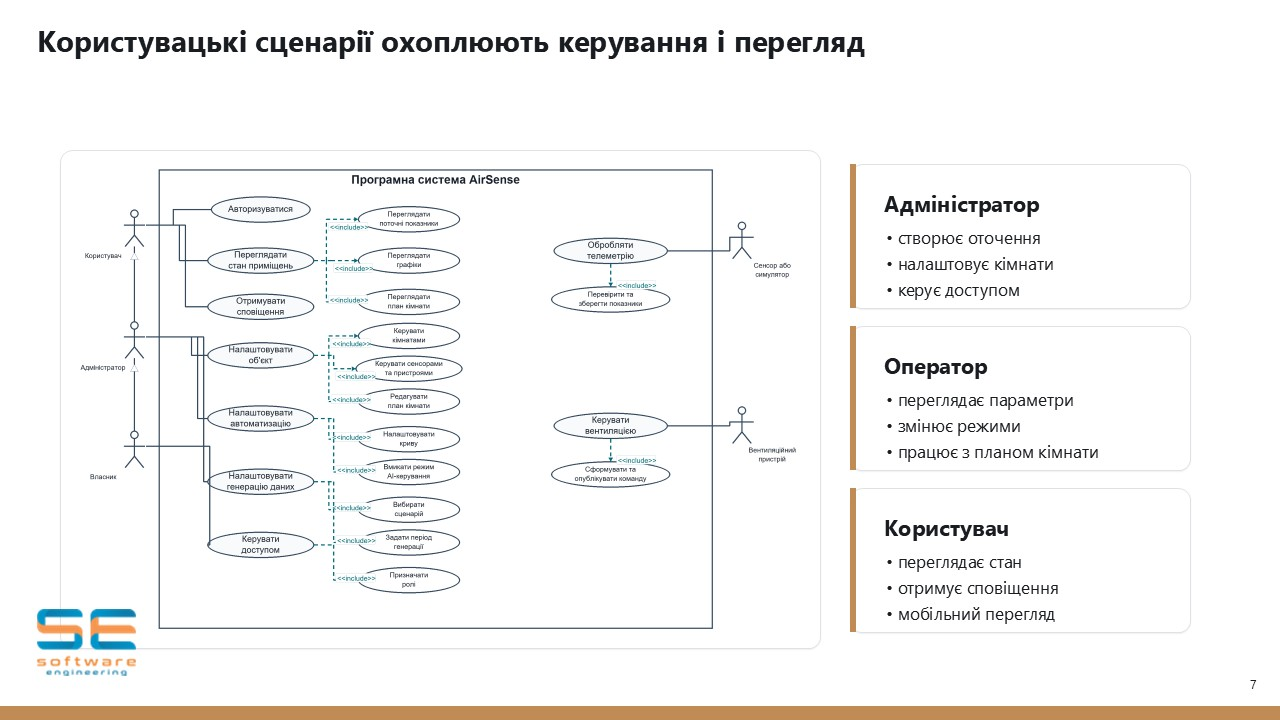 Користувацькі сценарії охоплюють керування і перегляд
Програмна система AirSense
Користувач
Адміністратор
Власник
Авторизуватися
Переглядати
стан приміщень
Отримувати
сповіщення
Налаштовувати
об'єкт
Налаштовувати
автоматизацію
Налаштовувати
генерацію даних
Керувати
доступом
Переглядати
поточні показники
<<include>>
Переглядати
графіки
<<include>>
Переглядати
план кімнати
<<include>>
Керувати
кімнатами
<<include>>
Керувати сенсорами
та пристроями
<<include>>
Редагувати
план кімнати
<<include>>
Налаштовувати
криву
<<include>>
Вмикати режим
AI-керування
<<include>>
Вибирати
сценарій
<<include>>
Задати період
генерації
<<include>>
Призначати
ролі
<<include>>
Обробляти
телеметрію
<<include>>
Перевірити та
зберегти показники
Керувати
вентиляцією
<<include>>
Сформувати та
опублікувати команду
Сенсор або
симулятор
Вентиляційний
пристрій
Адміністратор
• створює оточення
• налаштовує кімнати
• керує доступом
Оператор
• переглядає параметри
• змінює режими
• працює з планом кімнати
Користувач
• переглядає стан
• отримує сповіщення
• мобільний перегляд
SE
software
engineering
7